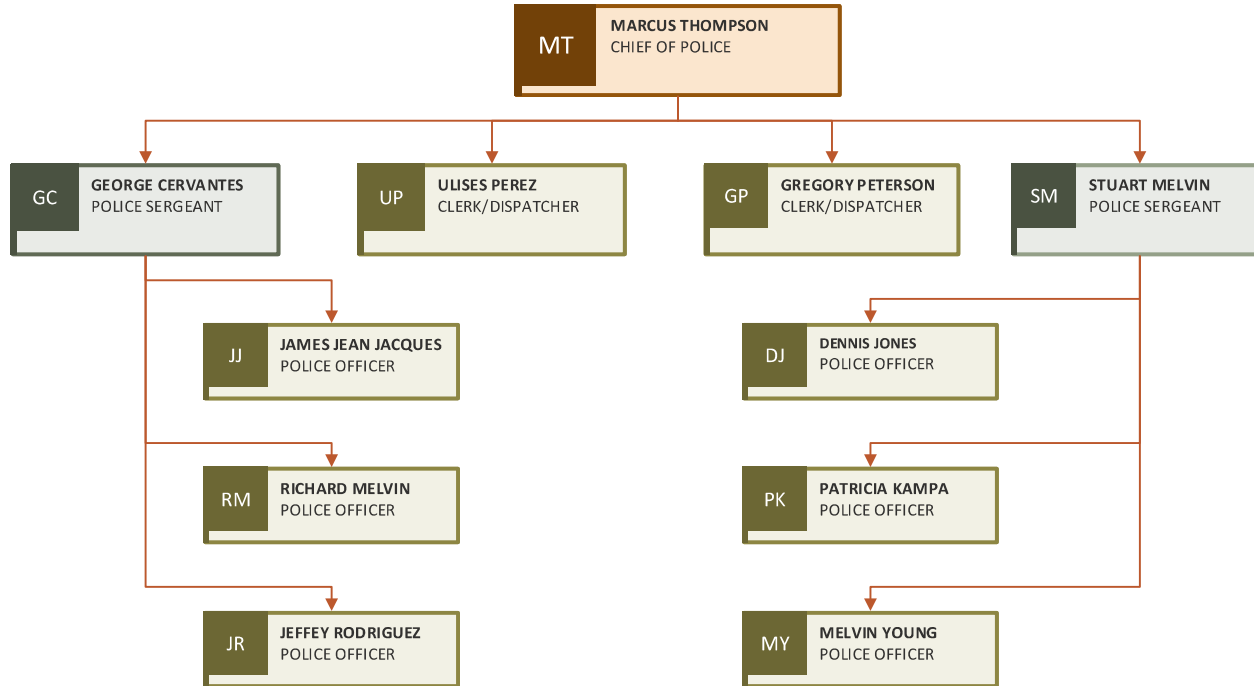 MT
MARCUS THOMPSON
CHIEF OF POLICE
GC
GEORGE CERVANTES
POLICE SERGEANT
UP
ULISES PEREZ
CLERK/DISPATCHER
GP
GREGORY PETERSON
CLERK/DISPATCHER
SM
STUART MELVIN
POLICE SERGEANT
JJ
JAMES JEAN JACQUES
POLICE OFFICER
DJ
DENNIS JONES
POLICE OFFICER
RM
RICHARD MELVIN
POLICE OFFICER
PK
PATRICIA KAMPA
POLICE OFFICER
JR
JEFFEY RODRIGUEZ
POLICE OFFICER
MY
MELVIN YOUNG
POLICE OFFICER